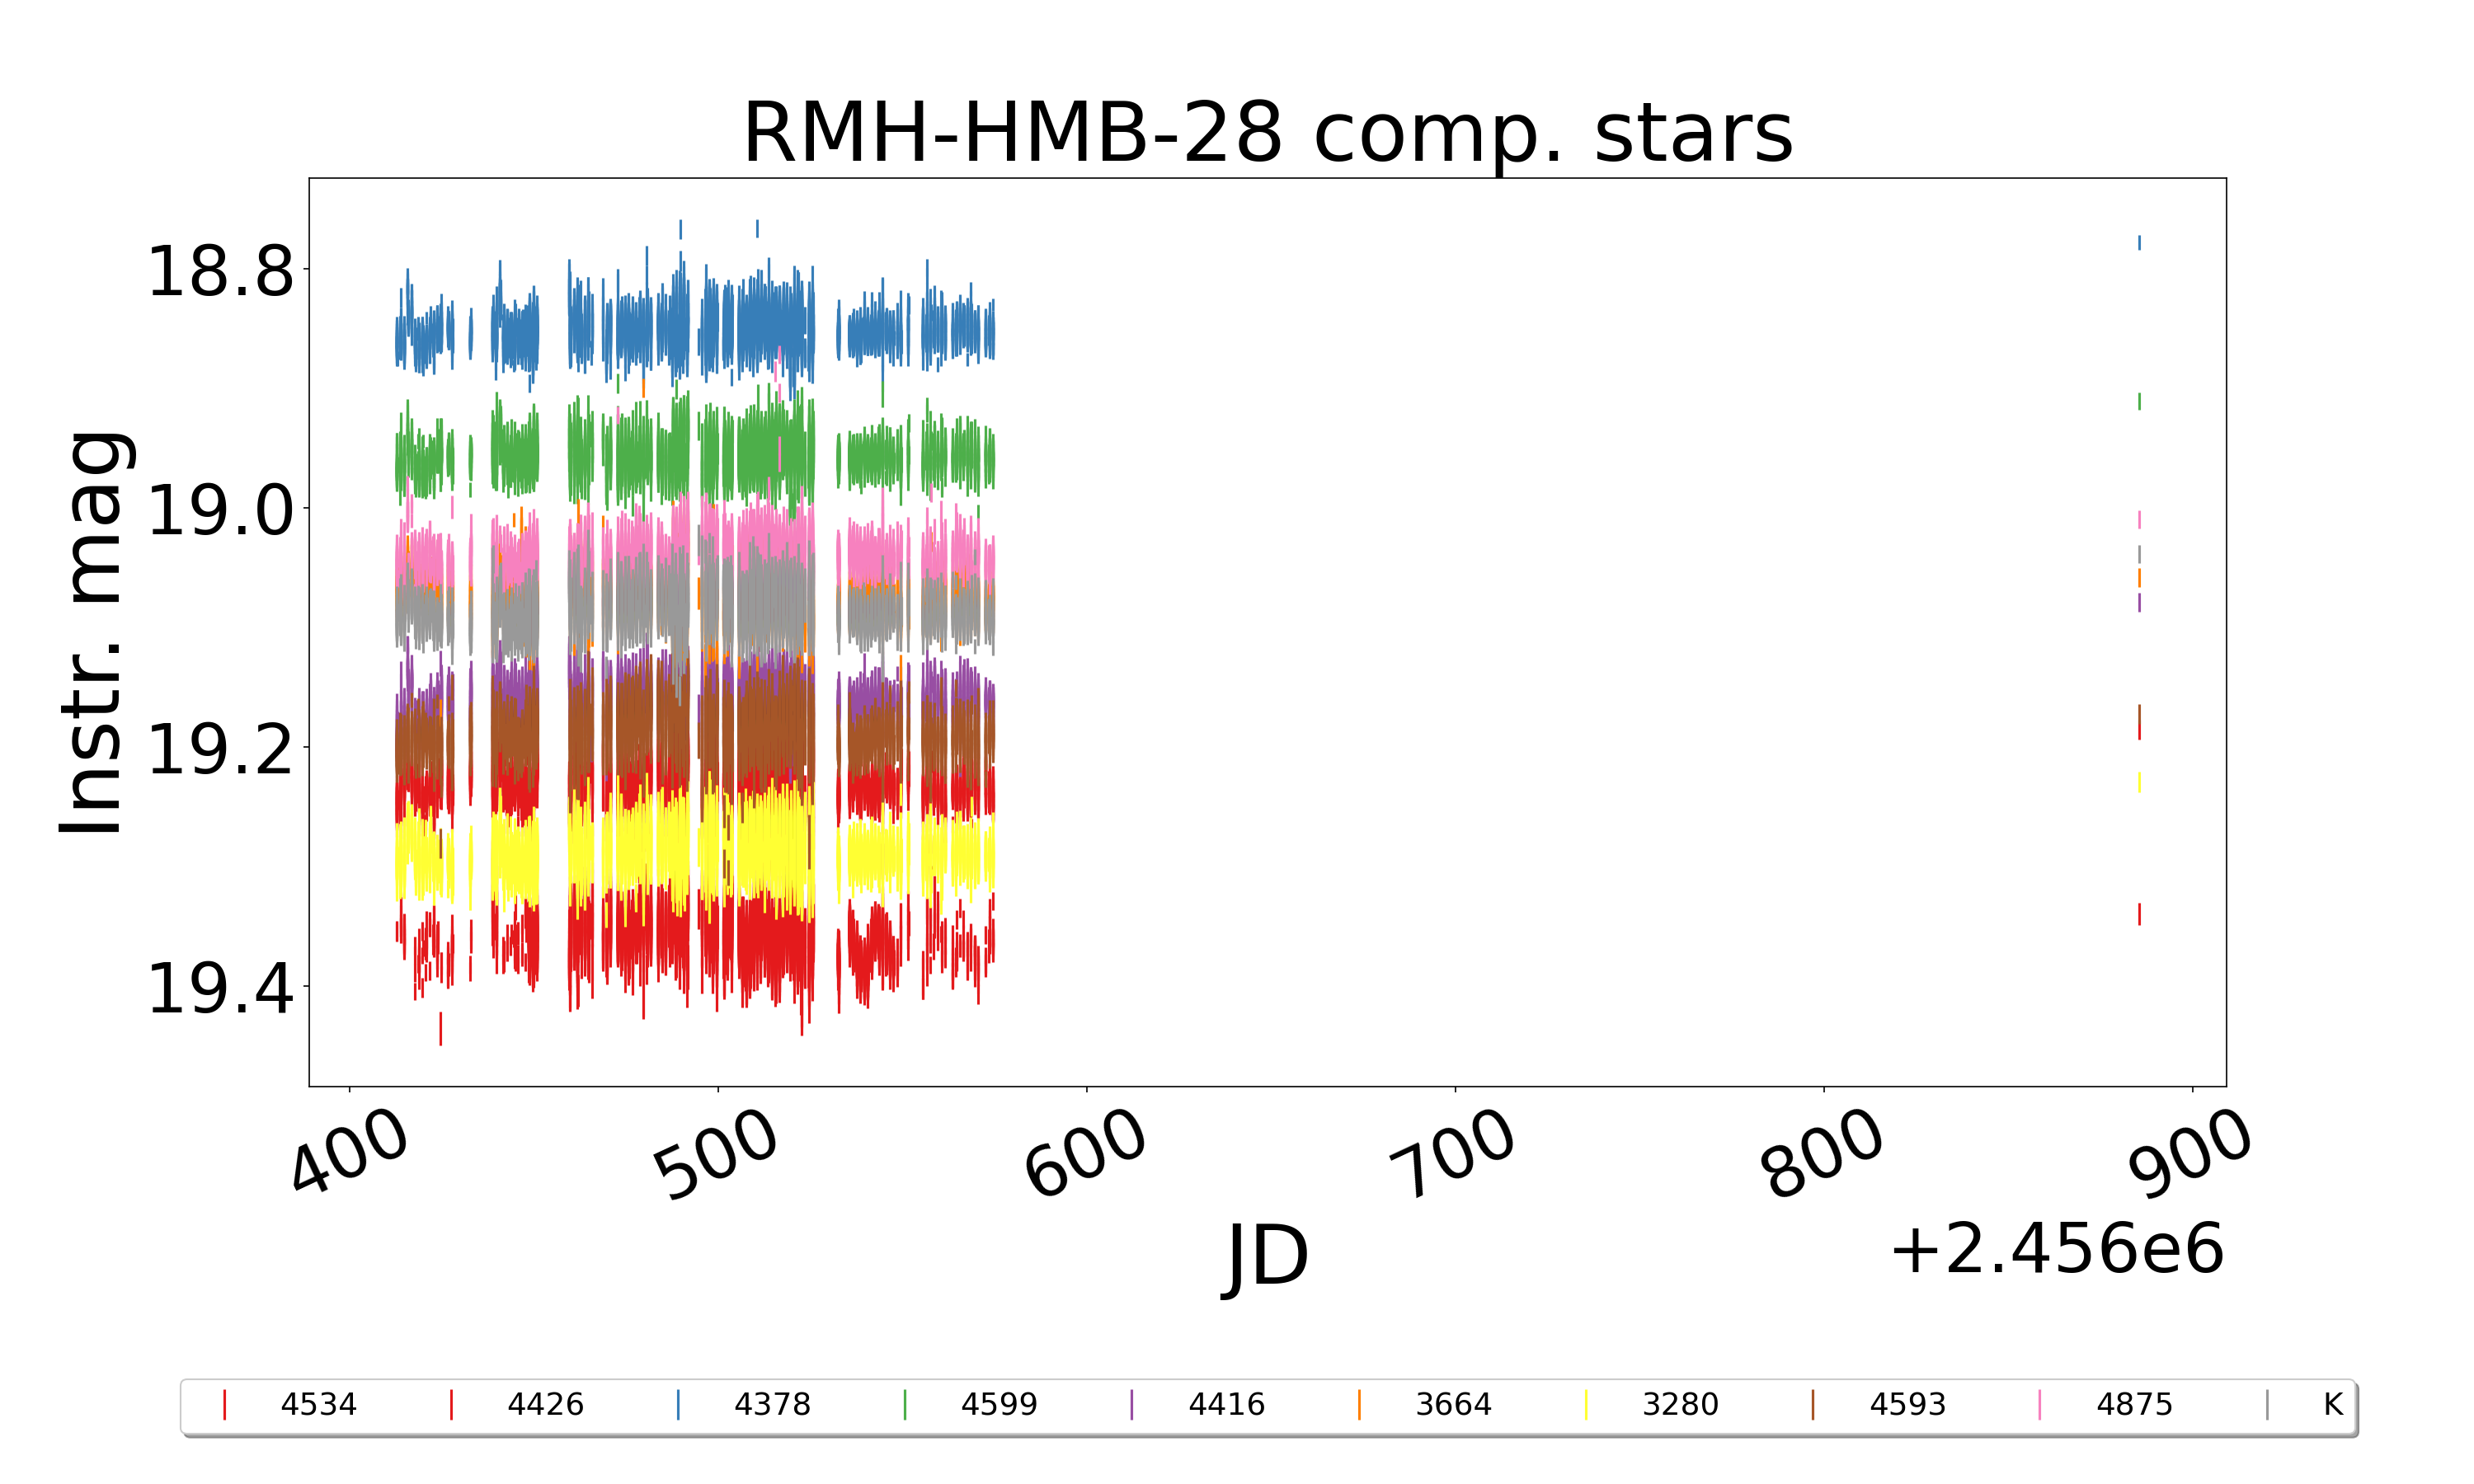 RMH-HMB-28 comp. stars
Instr. mag
18.8
19.0
19.2
19.4
400 500 600 700 800 900
JD
+2.456e6
4534 4426 4378 4599 4416 3664 3280 4593 4875 K